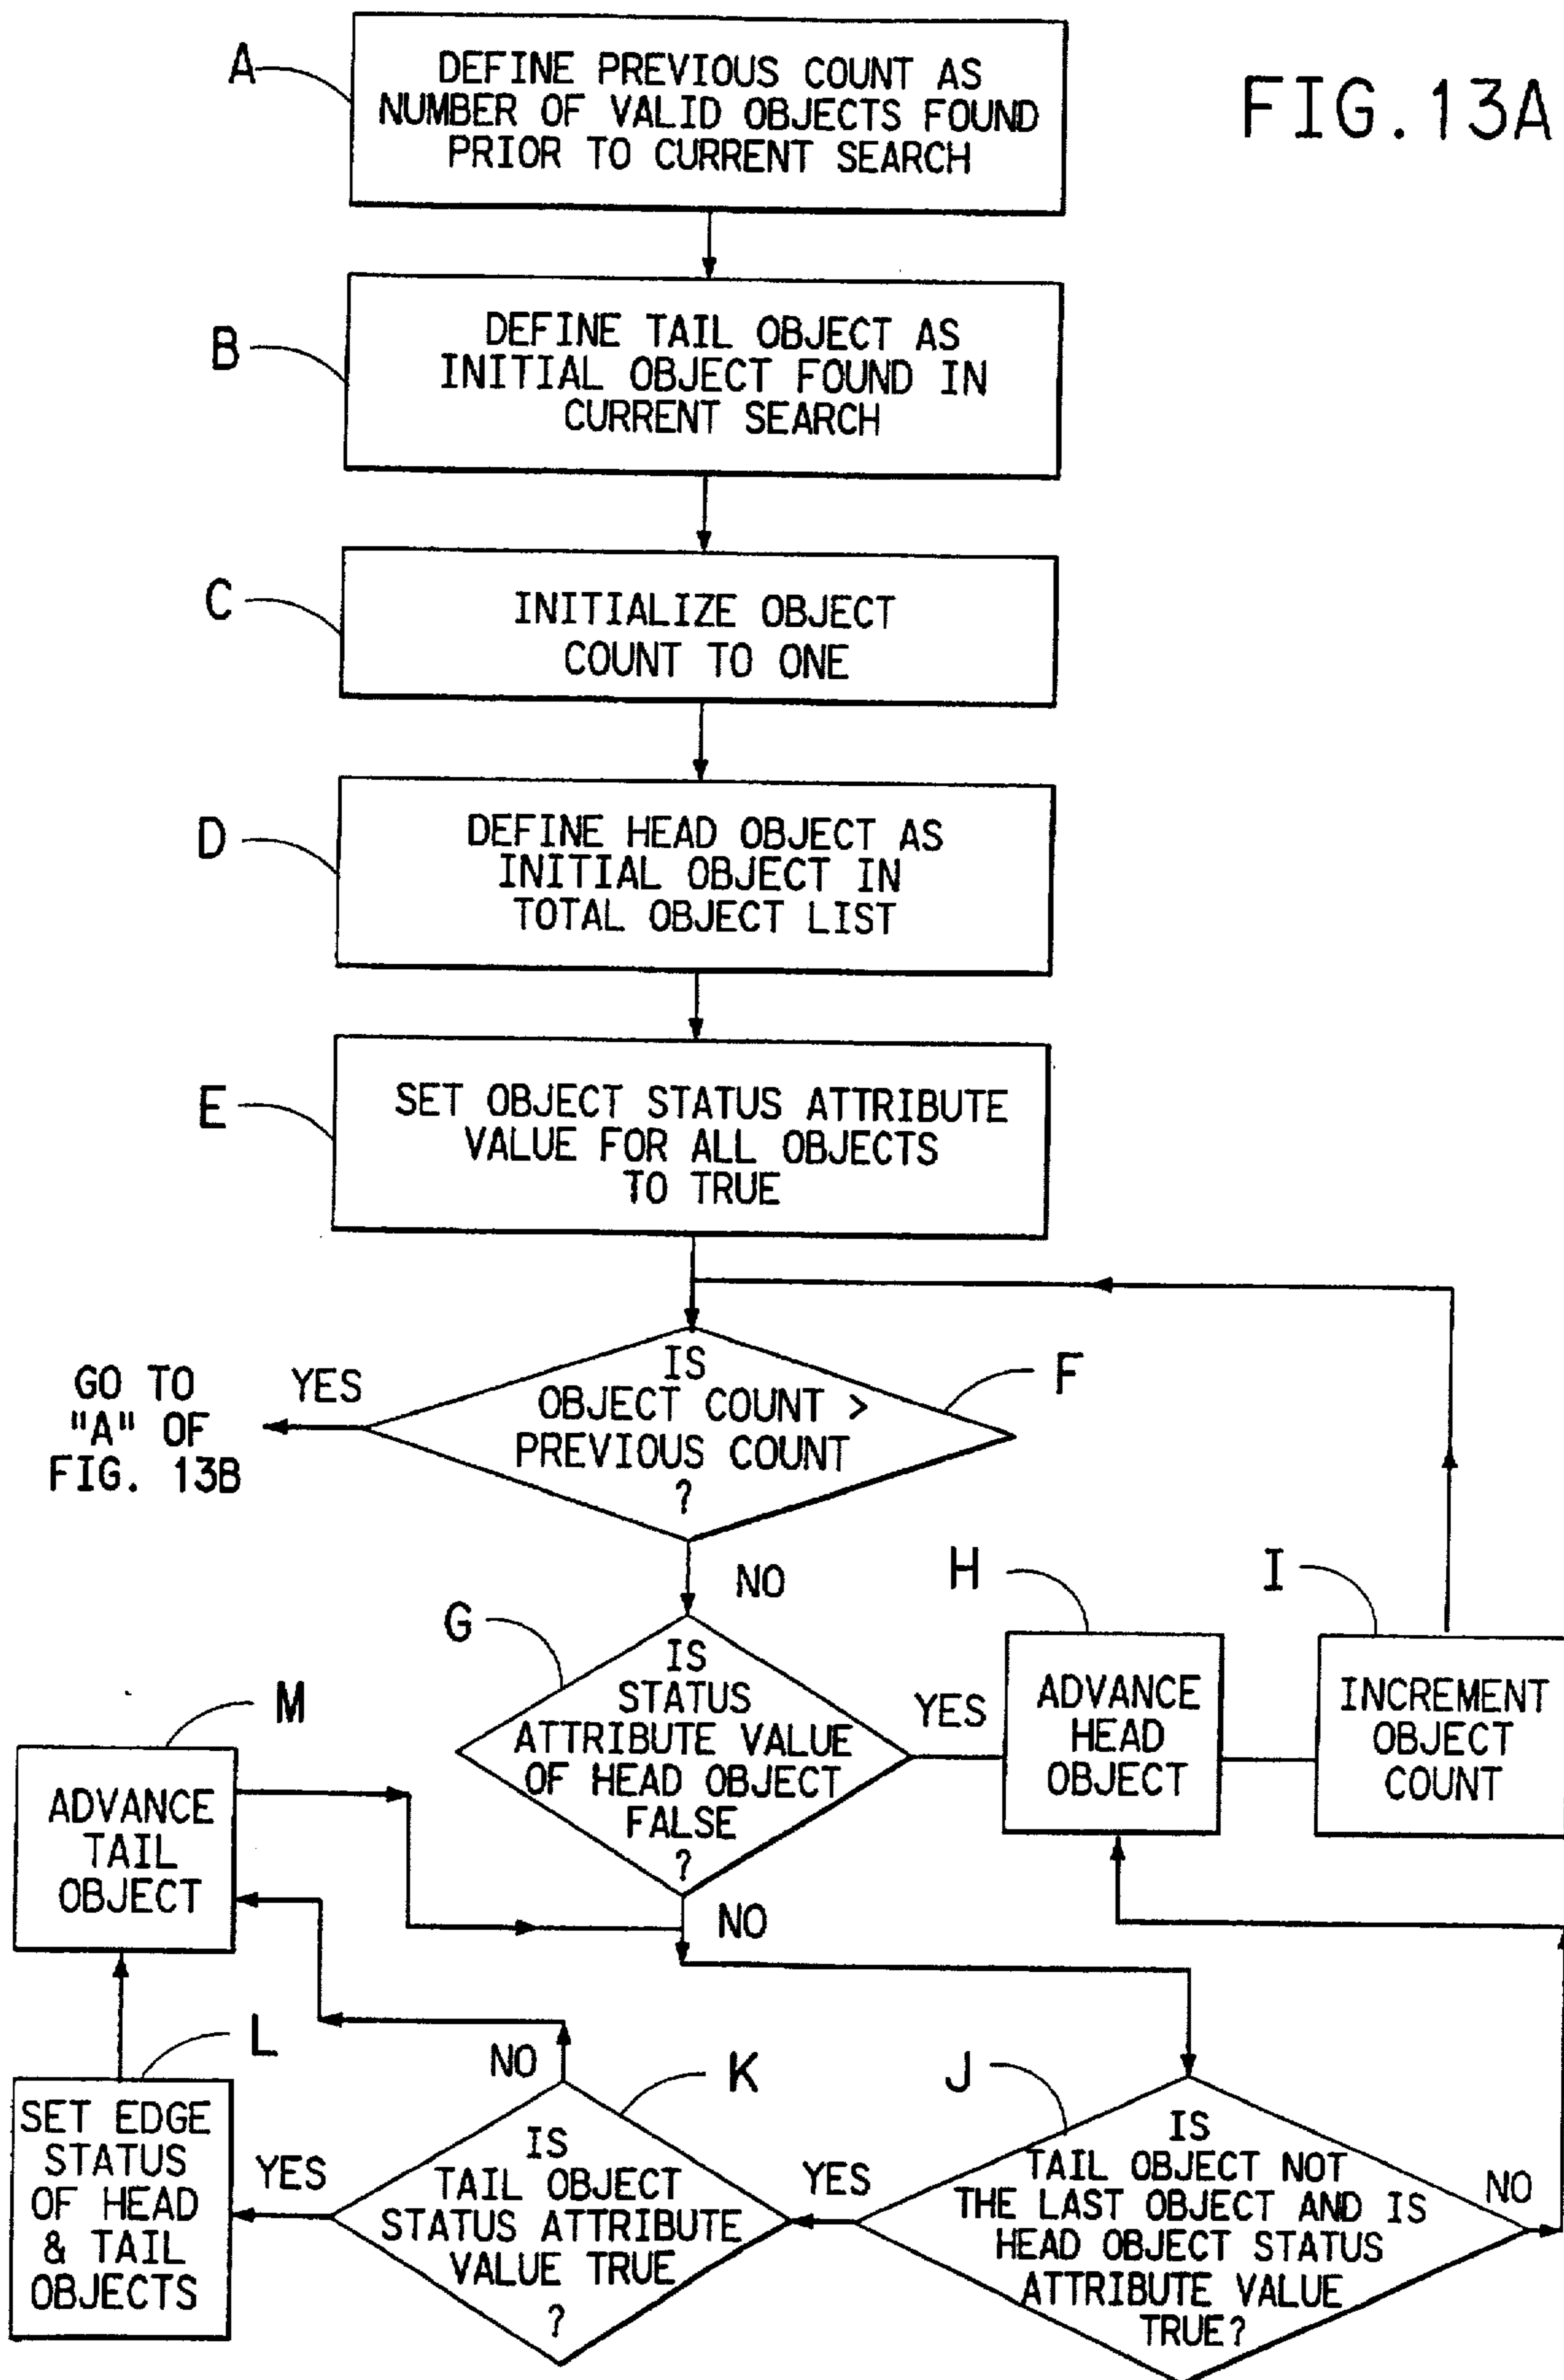 FIG.13A
A
DEFINE PREVIOUS COUNT AS
NUMBER OF VALID OBJECTS FOUND
PRIOR TO CURRENT SEARCH
B
DEFINE TAIL OBJECT AS
INITIAL OBJECT FOUND IN
CURRENT SEARCH
C
INITIALIZE OBJECT
COUNT TO ONE
D
DEFINE HEAD OBJECT AS
INITIAL OBJECT IN
TOTAL OBJECT LIST
E
SET OBJECT STATUS ATTRIBUTE
VALUE FOR ALL OBJECTS
TO TRUE
F
IS
OBJECT COUNT >
PREVIOUS COUNT
?
YES
GO TO
"A" OF
FIG. 13B
NO
G
IS
STATUS
ATTRIBUTE VALUE
OF HEAD OBJECT
FALSE
?
YES
H
ADVANCE
HEAD
OBJECT
I
INCREMENT
OBJECT
COUNT
NO
M
ADVANCE
TAIL
OBJECT
L
SET EDGE
STATUS
OF HEAD
& TAIL
OBJECTS
YES
NO
K
IS
TAIL OBJECT
STATUS ATTRIBUTE
VALUE TRUE
?
YES
J
IS
TAIL OBJECT NOT
THE LAST OBJECT AND IS
HEAD OBJECT STATUS
ATTRIBUTE VALUE
TRUE?
NO